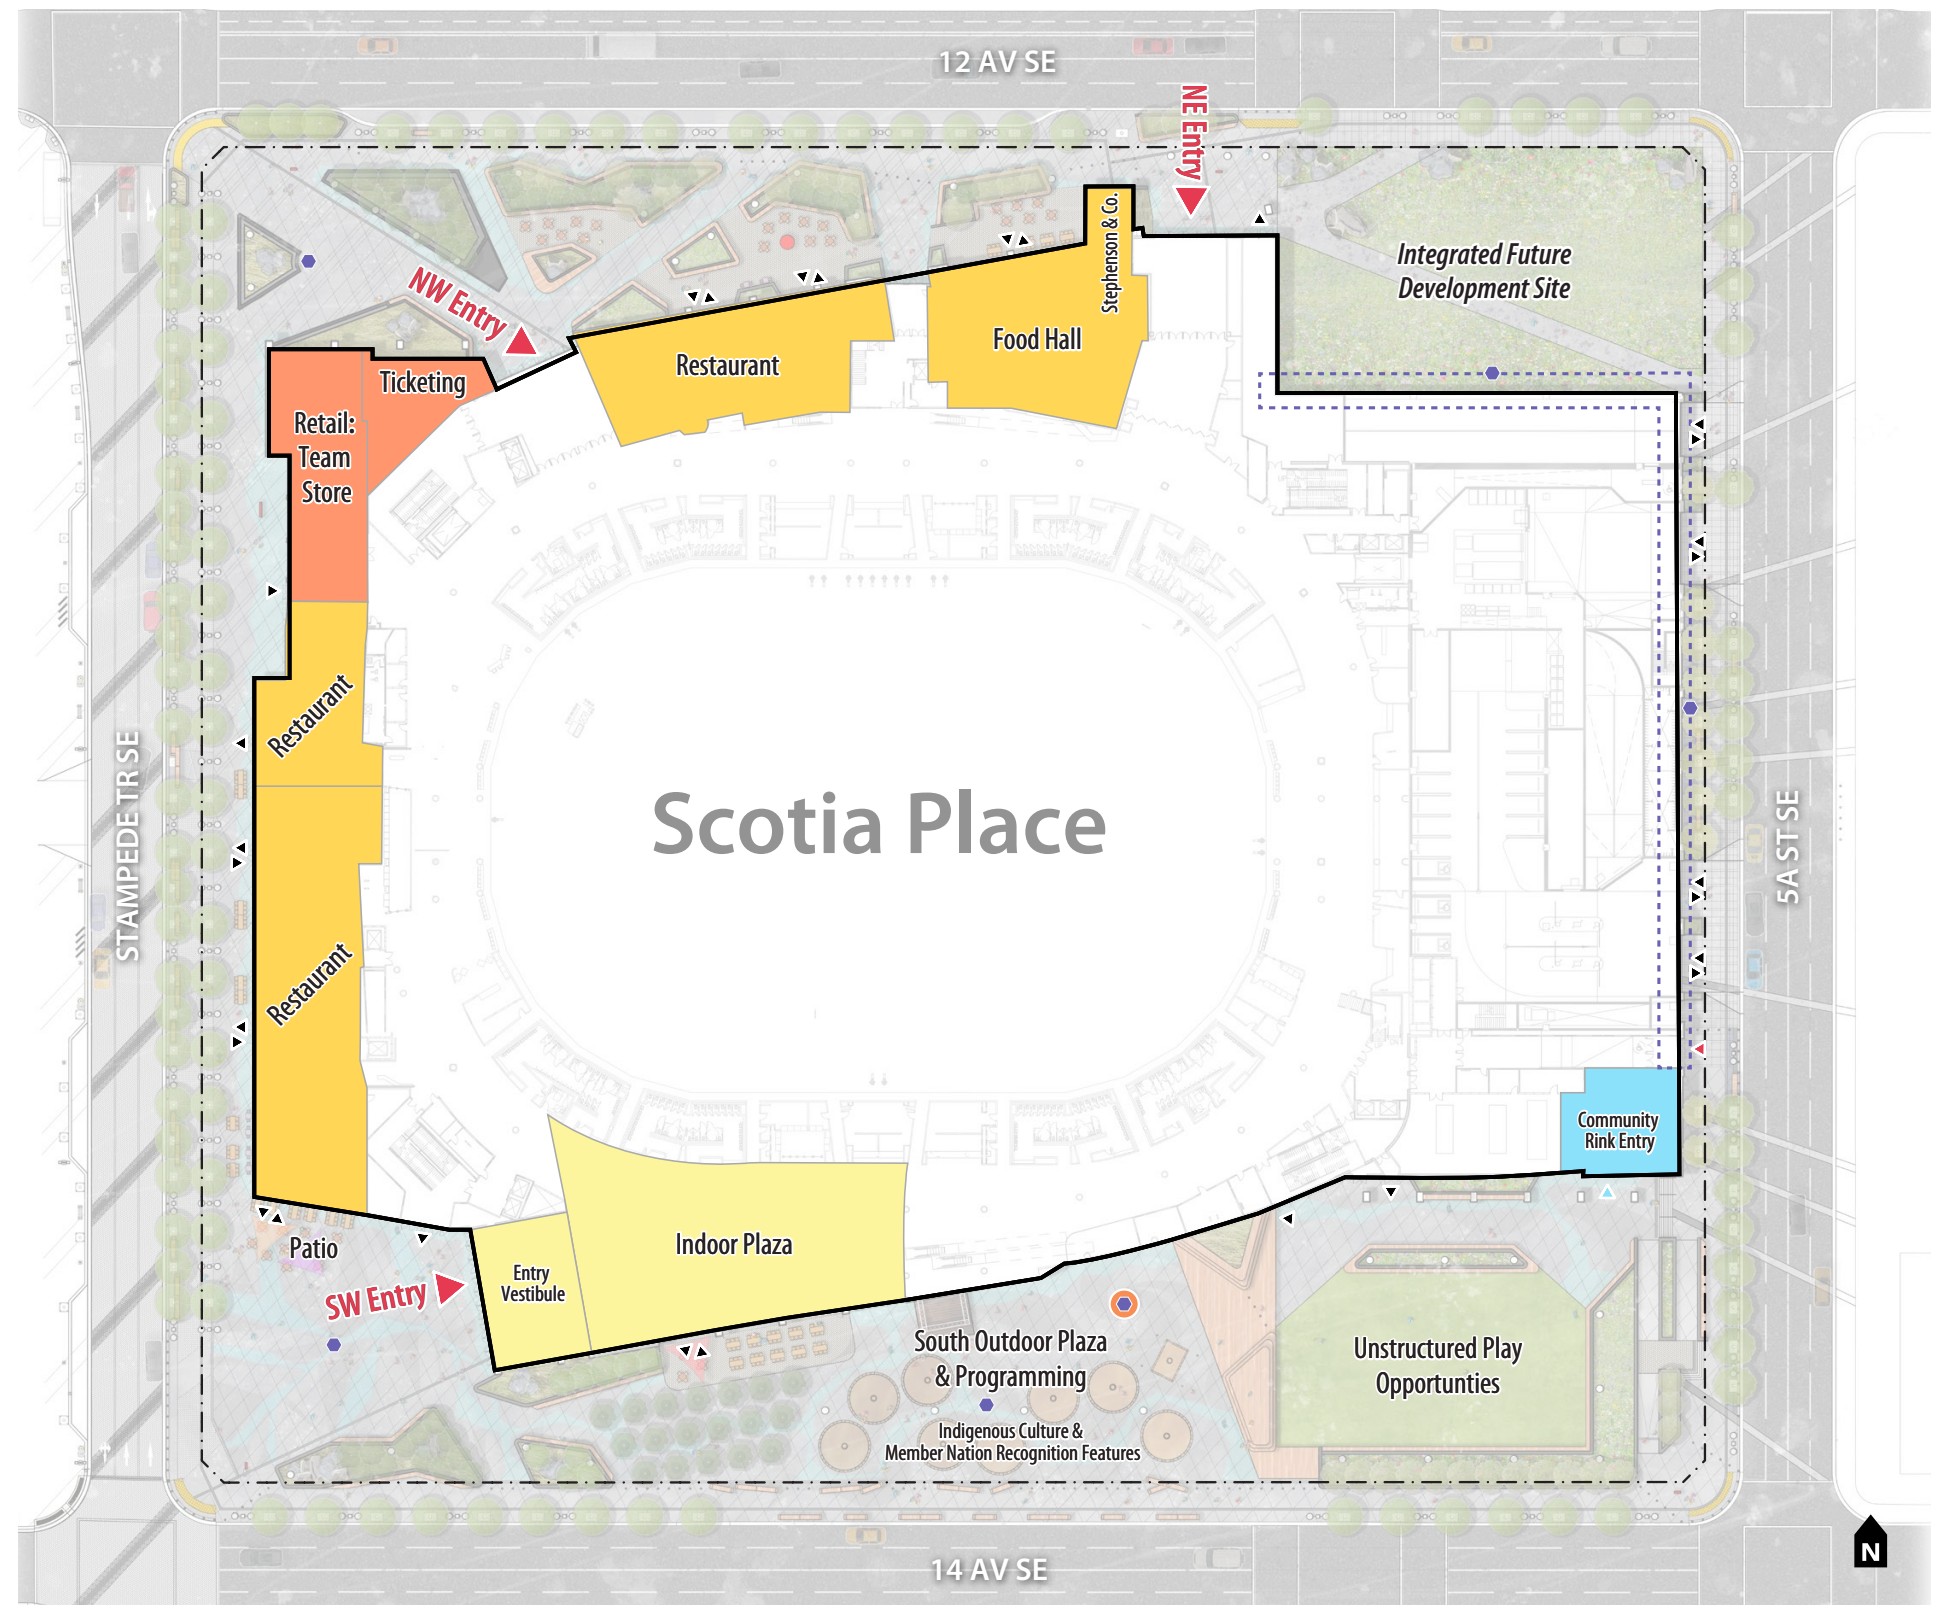 12 AV SE
NE Entry
Stephenson & Co.
Integrated Future
Development Site
NW Entry
Food Hall
Restaurant
Ticketing
Retail:
Team
Store
Restaurant
Scotia Place
STAMPEDE TR SE
5A ST SE
Restaurant
Community
Rink Entry
Patio
Indoor Plaza
Entry
Vestibule
SW Entry
South Outdoor Plaza
& Programming
Indigenous Culture &
Member Nation Recognition Features
Unstructured Play
Opportunties
14 AV SE
N